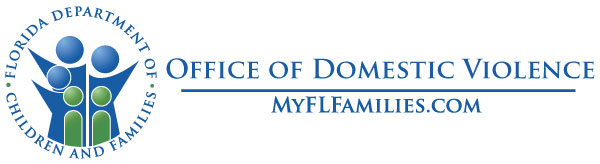 • FLORIDA DEPARTMENT OF •
CHILDREN AND FAMILIES
OFFICE OF DOMESTIC VIOLENCE
MYFLFAMILIES.COM